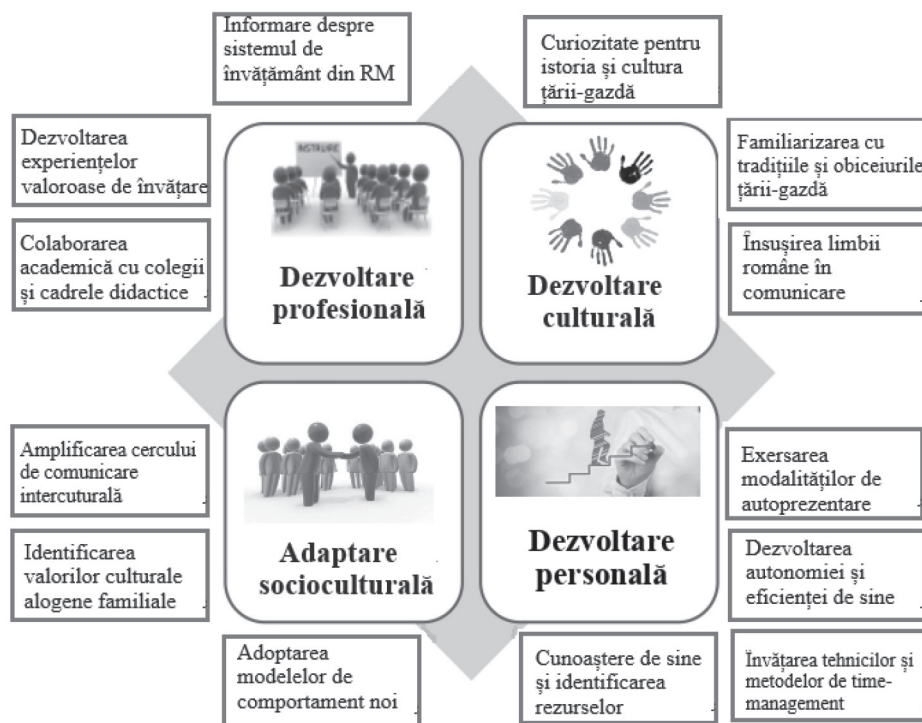 Informare despre
sistemul de
învățământ din RM
Curiozitate pentru
istoria și cultura
țării-gazdă
Dezvoltarea
experiențelor
valoroase de învățare
Colaborarea
academică cu colegii
și cadrele didactice
INSTRUIRE
Dezvoltare
profesională
Dezvoltare
culturală
Familiarizarea cu
tradițiile și obiceiurile
țării-gazdă
Însușirea limbii
române în
comunicare
Amplificarea cercului
de comunicare
intercuturală
Identificarea
valorilor culturale
alogene familiale
Adaptare
socioculturală
Dezvoltare
personală
Exersarea
modalităților de
autoprezentare
Dezvoltarea
autonomiei și
eficienței de sine
Adoptarea
modelelor de
comportament noi
Cunoaștere de sine
și identificarea
rezurselor
Învățarea tehnicilor și
metodelor de time-
management